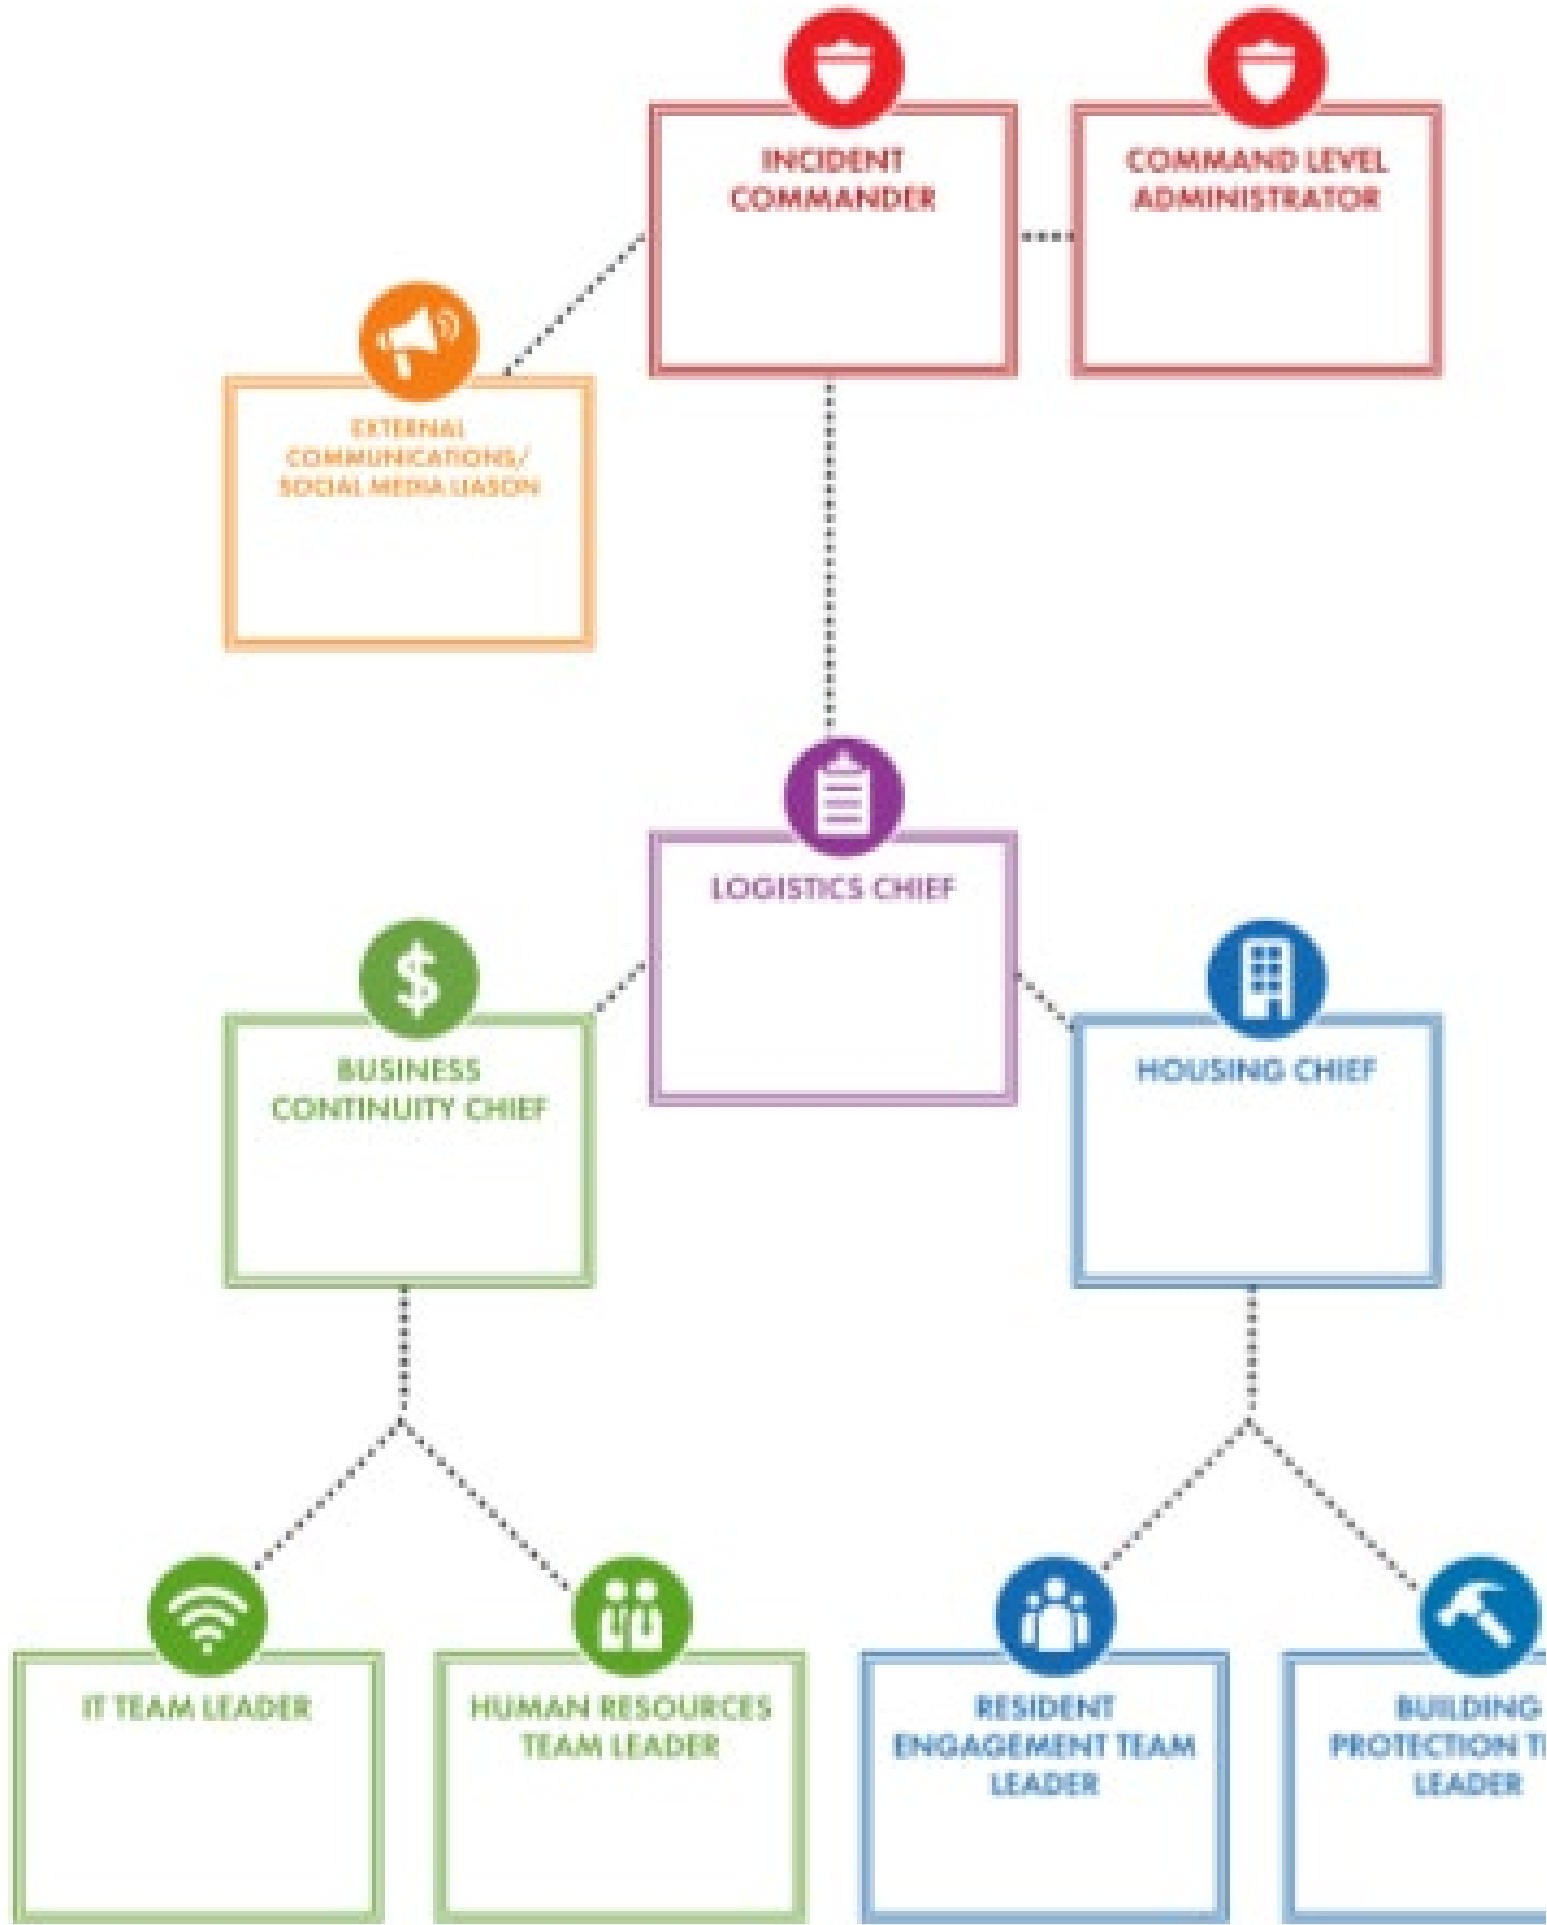 INCIDENT
COMMANDER
COMMAND LEVEL
ADMINISTRATOR
EXTERNAL
COMMUNICATIONS/
SOCIAL MEDIA LIASON
LOGISTICS CHIEF
BUSINESS
CONTINUITY CHIEF
HOUSING CHIEF
IT TEAM LEADER
HUMAN RESOURCES
TEAM LEADER
RESIDENT
ENGAGEMENT TEAM
LEADER
BUILDING
PROTECTION
LEADER